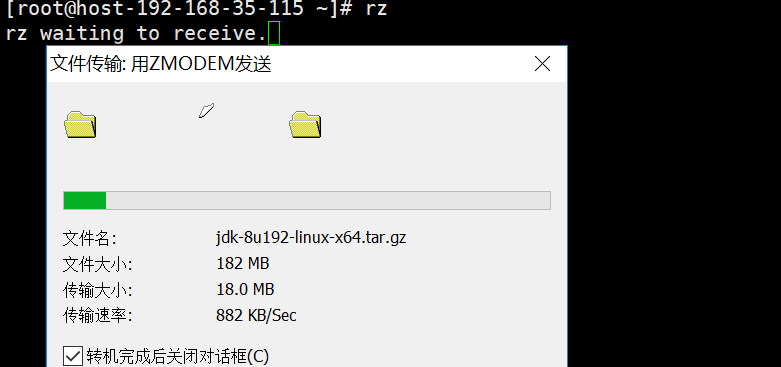 [root@host-192-168-35-115 ~]# rz
rz waiting to receive.
文件传输: 用ZMODEM发送
文件名: jdk-8u192-linux-x64.tar.gz
文件大小: 182 MB
传输大小: 18.0 MB
传输速率: 882 KB/Sec
转机完成后关闭对话框(C)